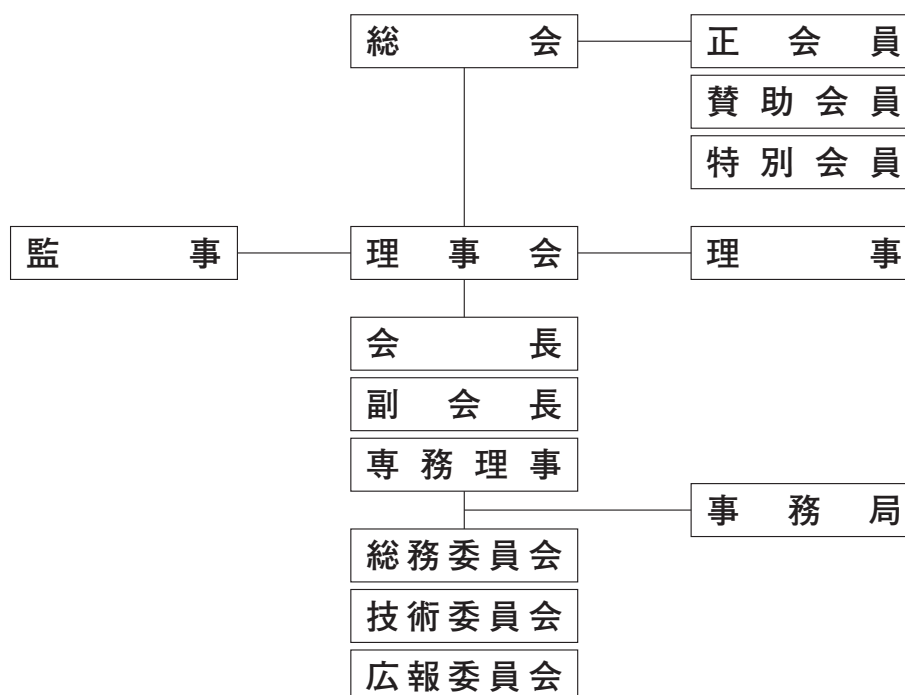 総会
正会員
賛助会員
特別会員
監事
理事会
理事
会長
副会長
専務理事
事務局
総務委員会
技術委員会
広報委員会